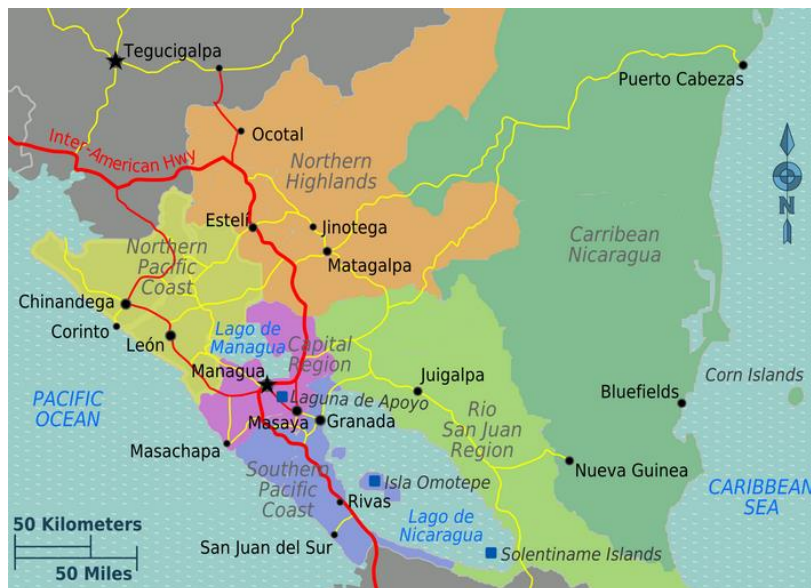 Tegucigalpa
Puerto Cabezas
Ocotal
Inter-American Hwy
Northern
Highlands
N
Estelí
Jinotega
Northern
Pacific
Coast
Matagalpa
Carribean
Nicaragua
Chinandega
Corinto
León
Lago de
Managua
Capital
Region
Managua
Juigalpa
Corn Islands
PACIFIC
OCEAN
Laguna de Apoyo
Bluefields
Masaya
Granada
Rio
San Juan
Region
Masachapa
Southern
Pacific
Coast
Nueva Guinea
Isla Omotepe
CARIBBEAN
SEA
Rivas
Lago de
Nicaragua
50 Kilometers
50 Miles
San Juan del Sur
Solentiname Islands